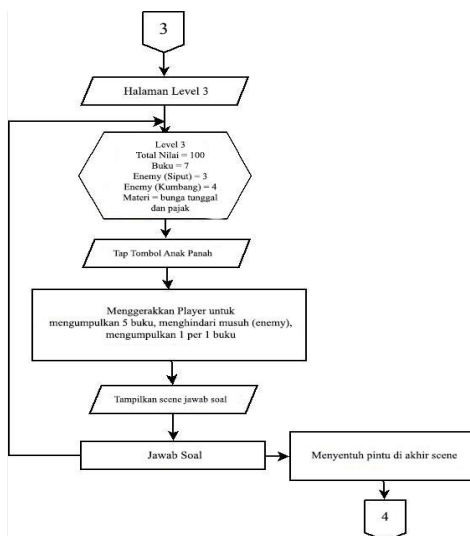 3
Halaman Level 3
Level 3
Total Nilai = 100
Buku = 7
Enemy (Siput) = 3
Enemy (Kumbang) = 4
Materi = bunga tunggal
dan pajak
Tap Tombol Anak Panah
Menggerakkan Player untuk
mengumpulkan 5 buku, menghindari musuh (enemy),
mengumpulkan 1 per 1 buku
Tampilkan scene jawab soal
Jawab Soal
Menyentuh pintu di akhir scene
4